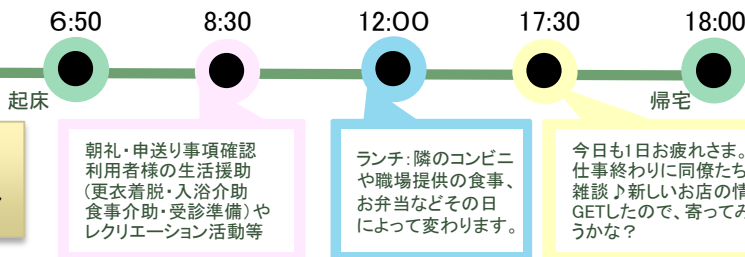 6:50
8:30
12:00
17:30
18:00
起床
帰宅
朝礼・申送り事項確認
利用者様の生活援助
(更衣着脱・入浴介助
食事介助・受診準備)や
レクリエーション活動等
ランチ:隣のコンビニ
や職場提供の食事、
お弁当などその日
によって変わります。
今日も1日お疲れさま。
仕事終わりに同僚たち
雑談♪新しいお店の情
GETしたので、寄ってみ
うかな?